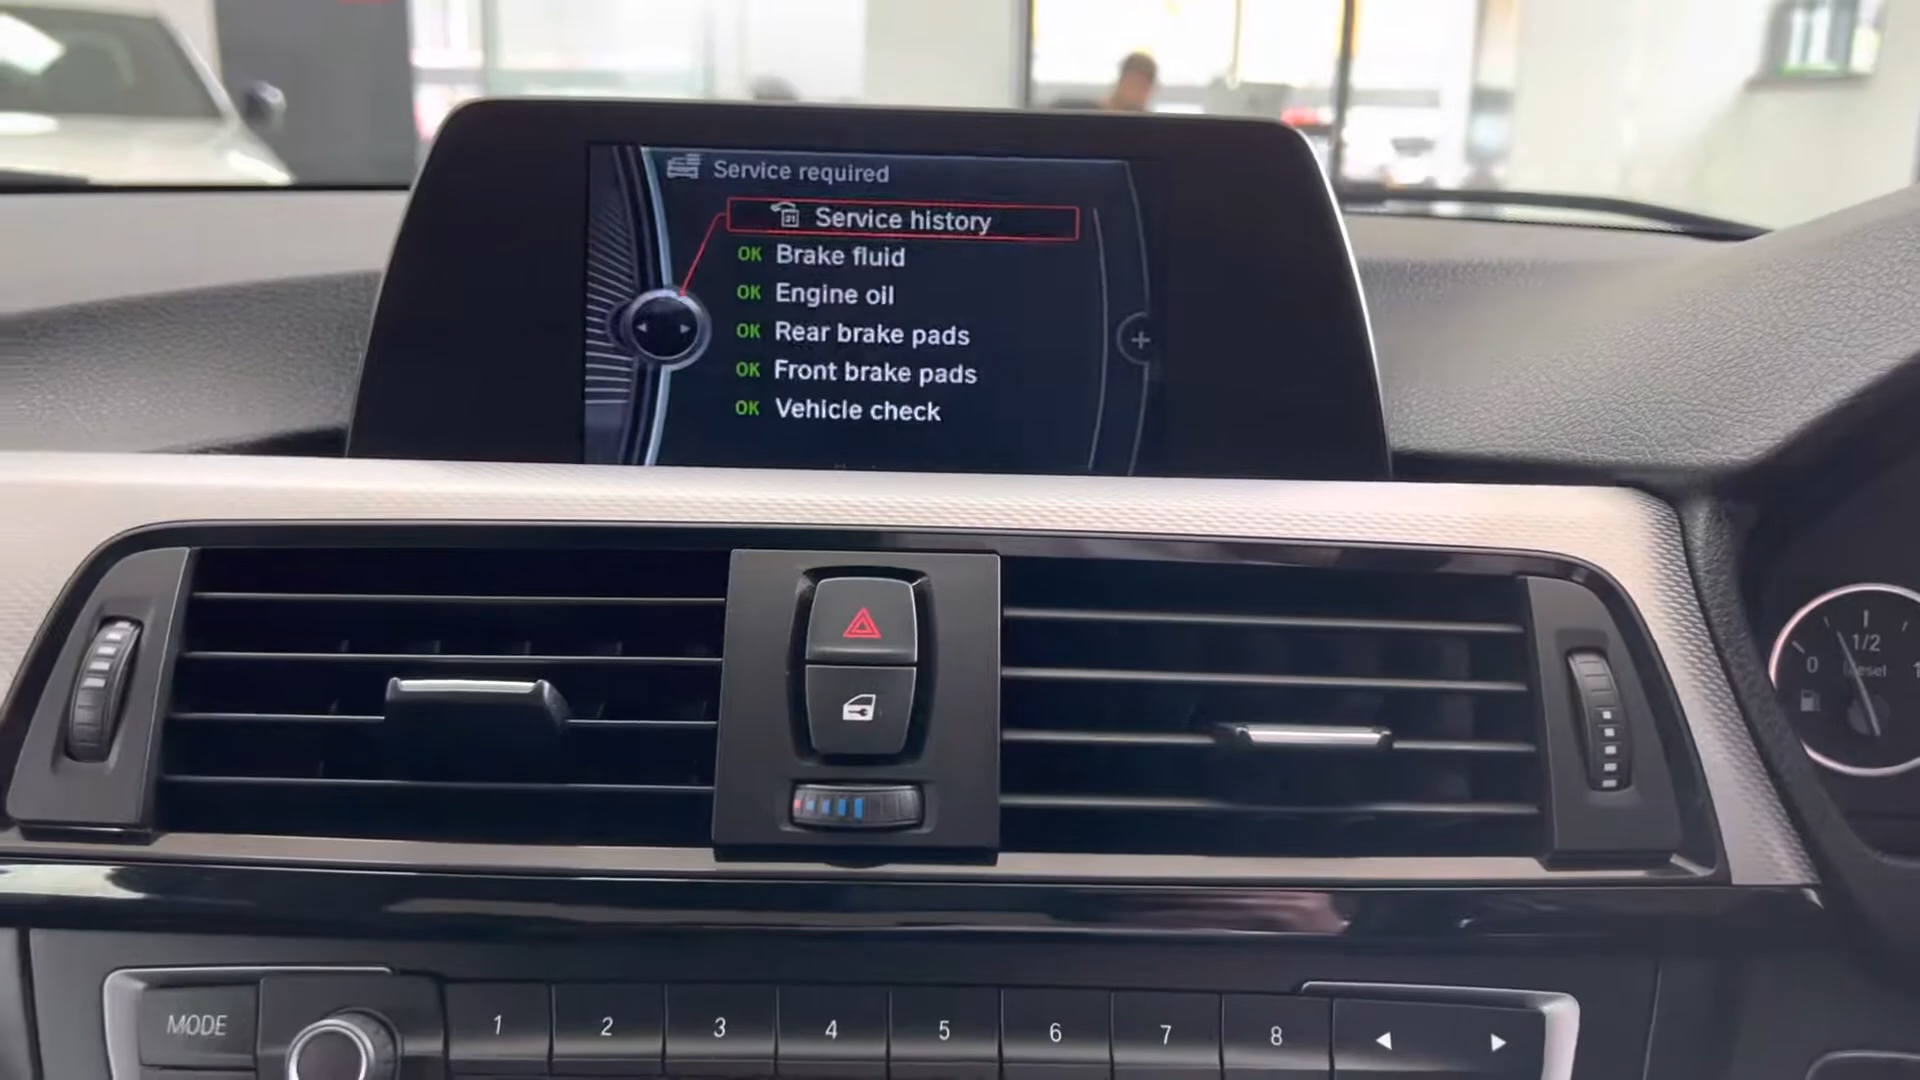 Service required
Service history
OK Brake fluid
OK Engine oil
OK Rear brake pads
OK Front brake pads
OK Vehicle check
0 1/2 1
MODE 1 2 3 4 5 6 7 8